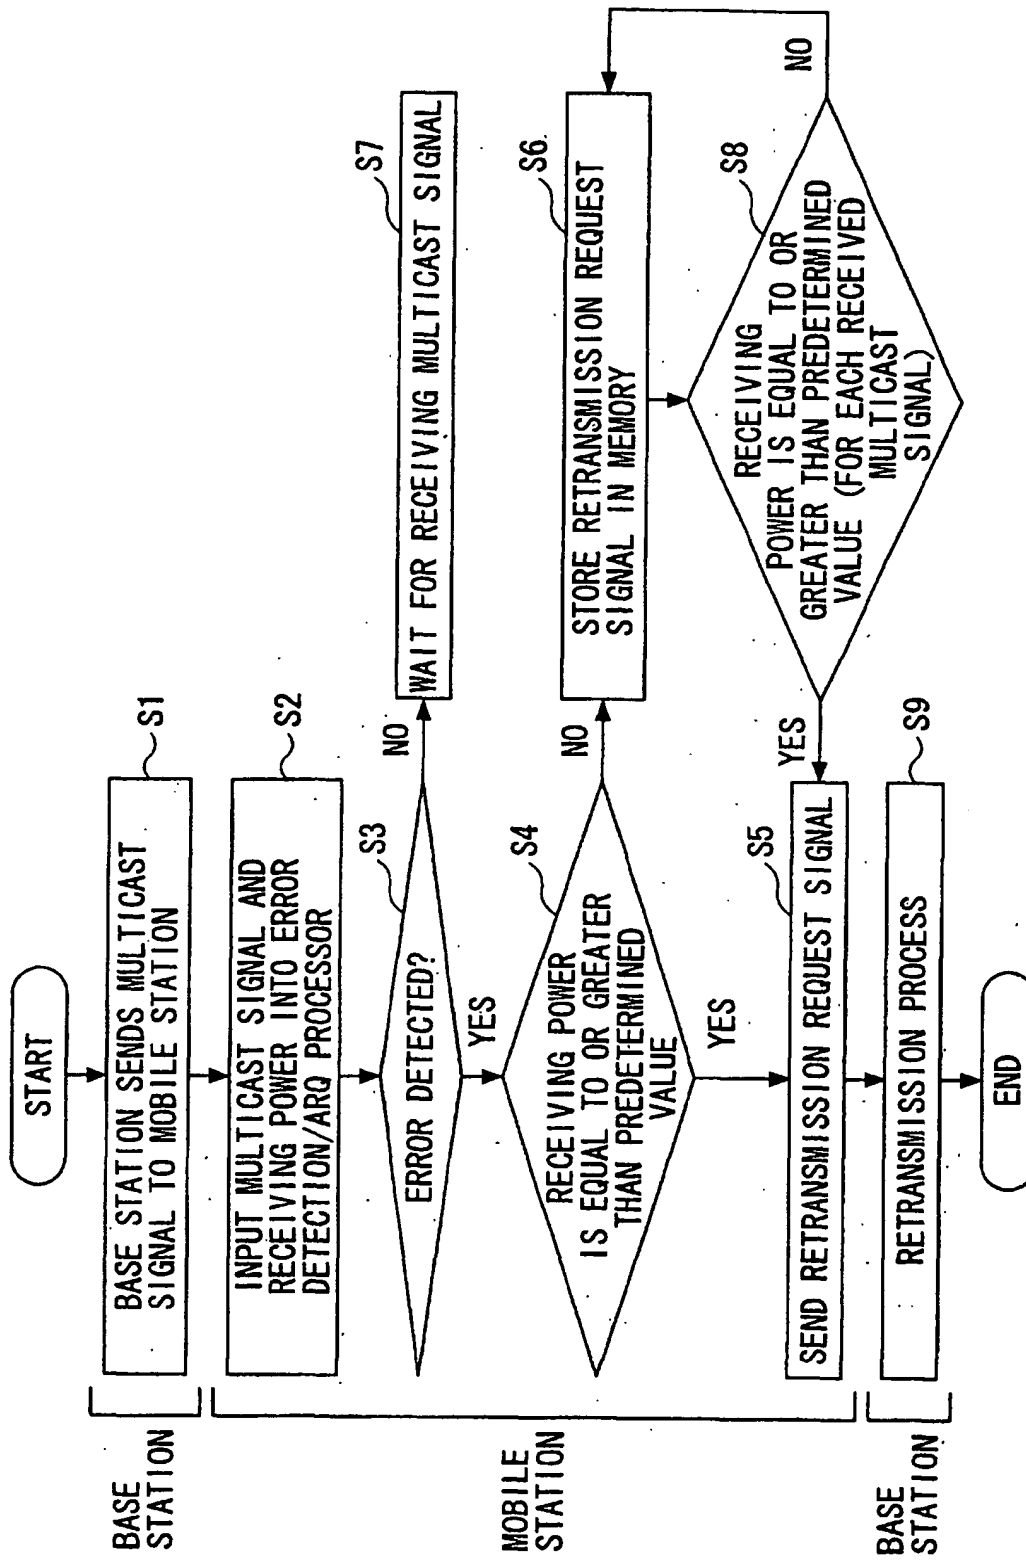 START
BASE STATION
S1
BASE STATION SENDS MULTICAST
SIGNAL TO MOBILE STATION
MOBILE
STATION
S2
INPUT MULTICAST SIGNAL AND
RECEIVING POWER INTO ERROR
DETECTION/ARQ PROCESSOR
S3
ERROR DETECTED?
NO
YES
S7
WAIT FOR RECEIVING MULTICAST SIGNAL
S4
RECEIVING POWER
IS EQUAL TO OR GREATER
THAN PREDETERMINED
VALUE
NO
YES
S6
STORE RETRANSMISSION REQUEST
SIGNAL IN MEMORY
S8
RECEIVING
POWER IS EQUAL TO OR
GREATER THAN PREDETERMINED
VALUE (FOR EACH RECEIVED
MULTICAST
SIGNAL)
NO
YES
S5
SEND RETRANSMISSION REQUEST SIGNAL
BASE
STATION
S9
RETRANSMISSION PROCESS
END